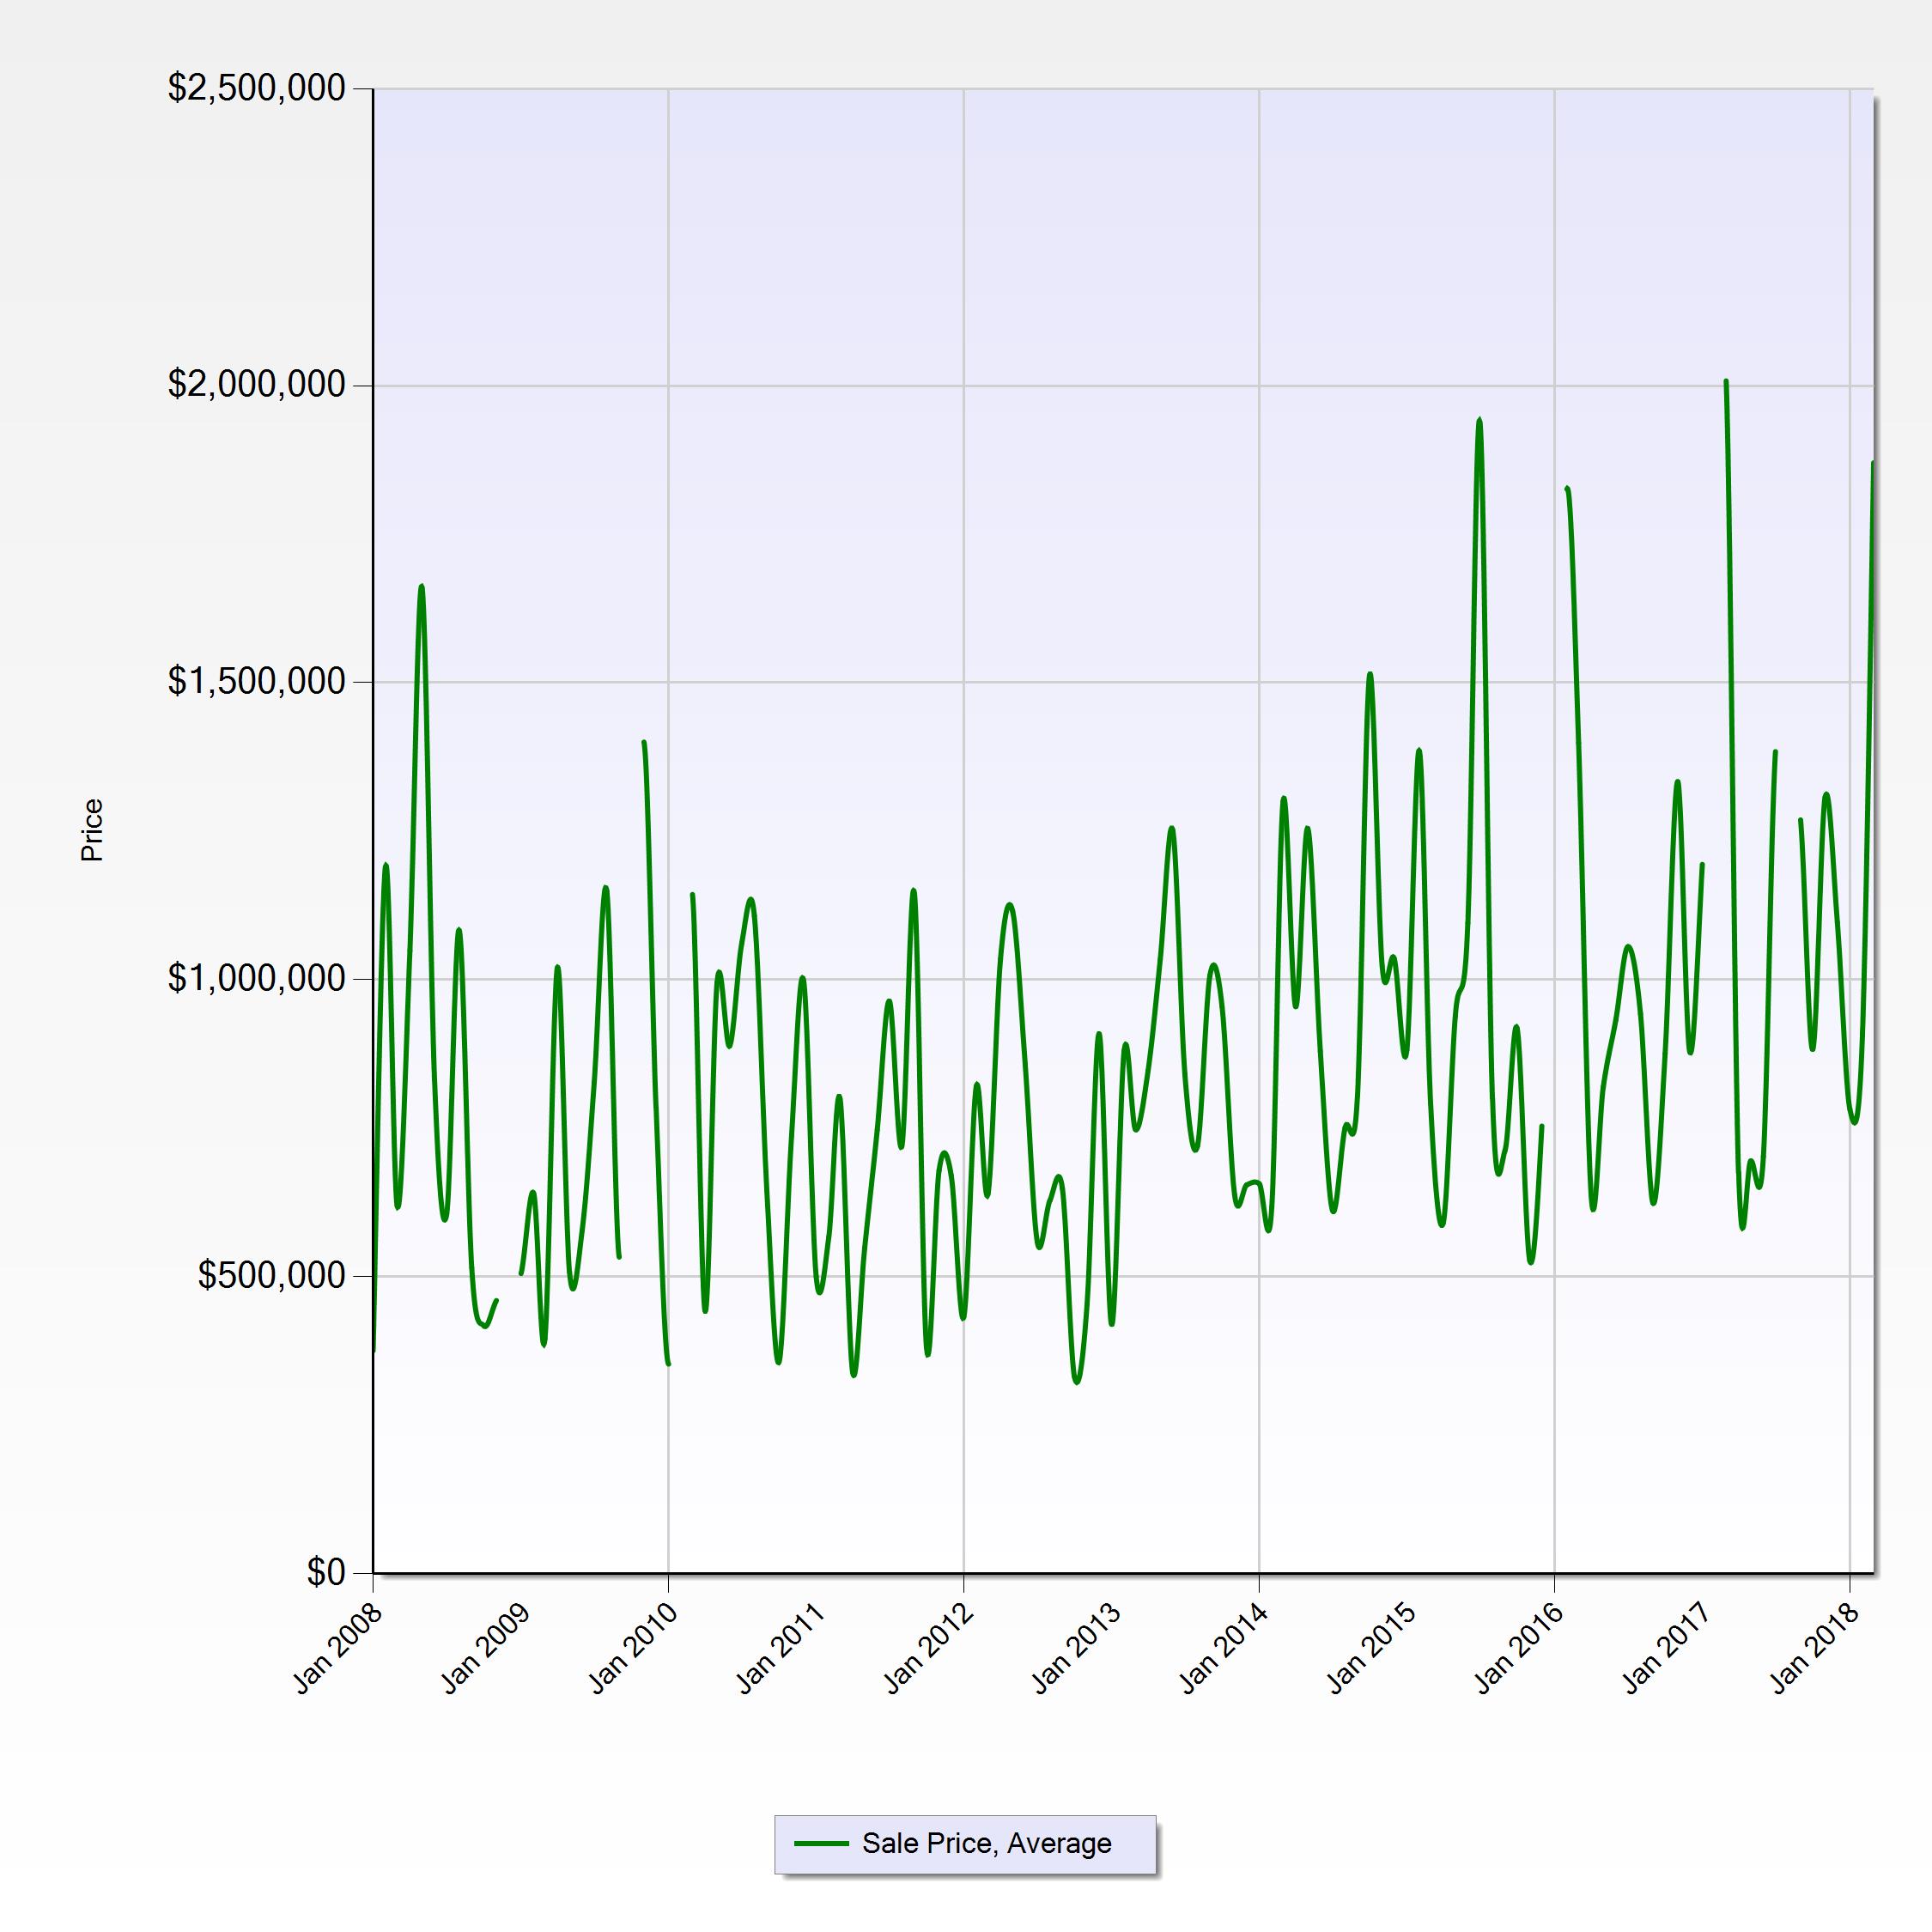 $2,500,000
$2,000,000
$1,500,000
$1,000,000
$500,000
$0
Price
Jan 2008
Jan 2009
Jan 2010
Jan 2011
Jan 2012
Jan 2013
Jan 2014
Jan 2015
Jan 2016
Jan 2017
Jan 2018
Sale Price, Average